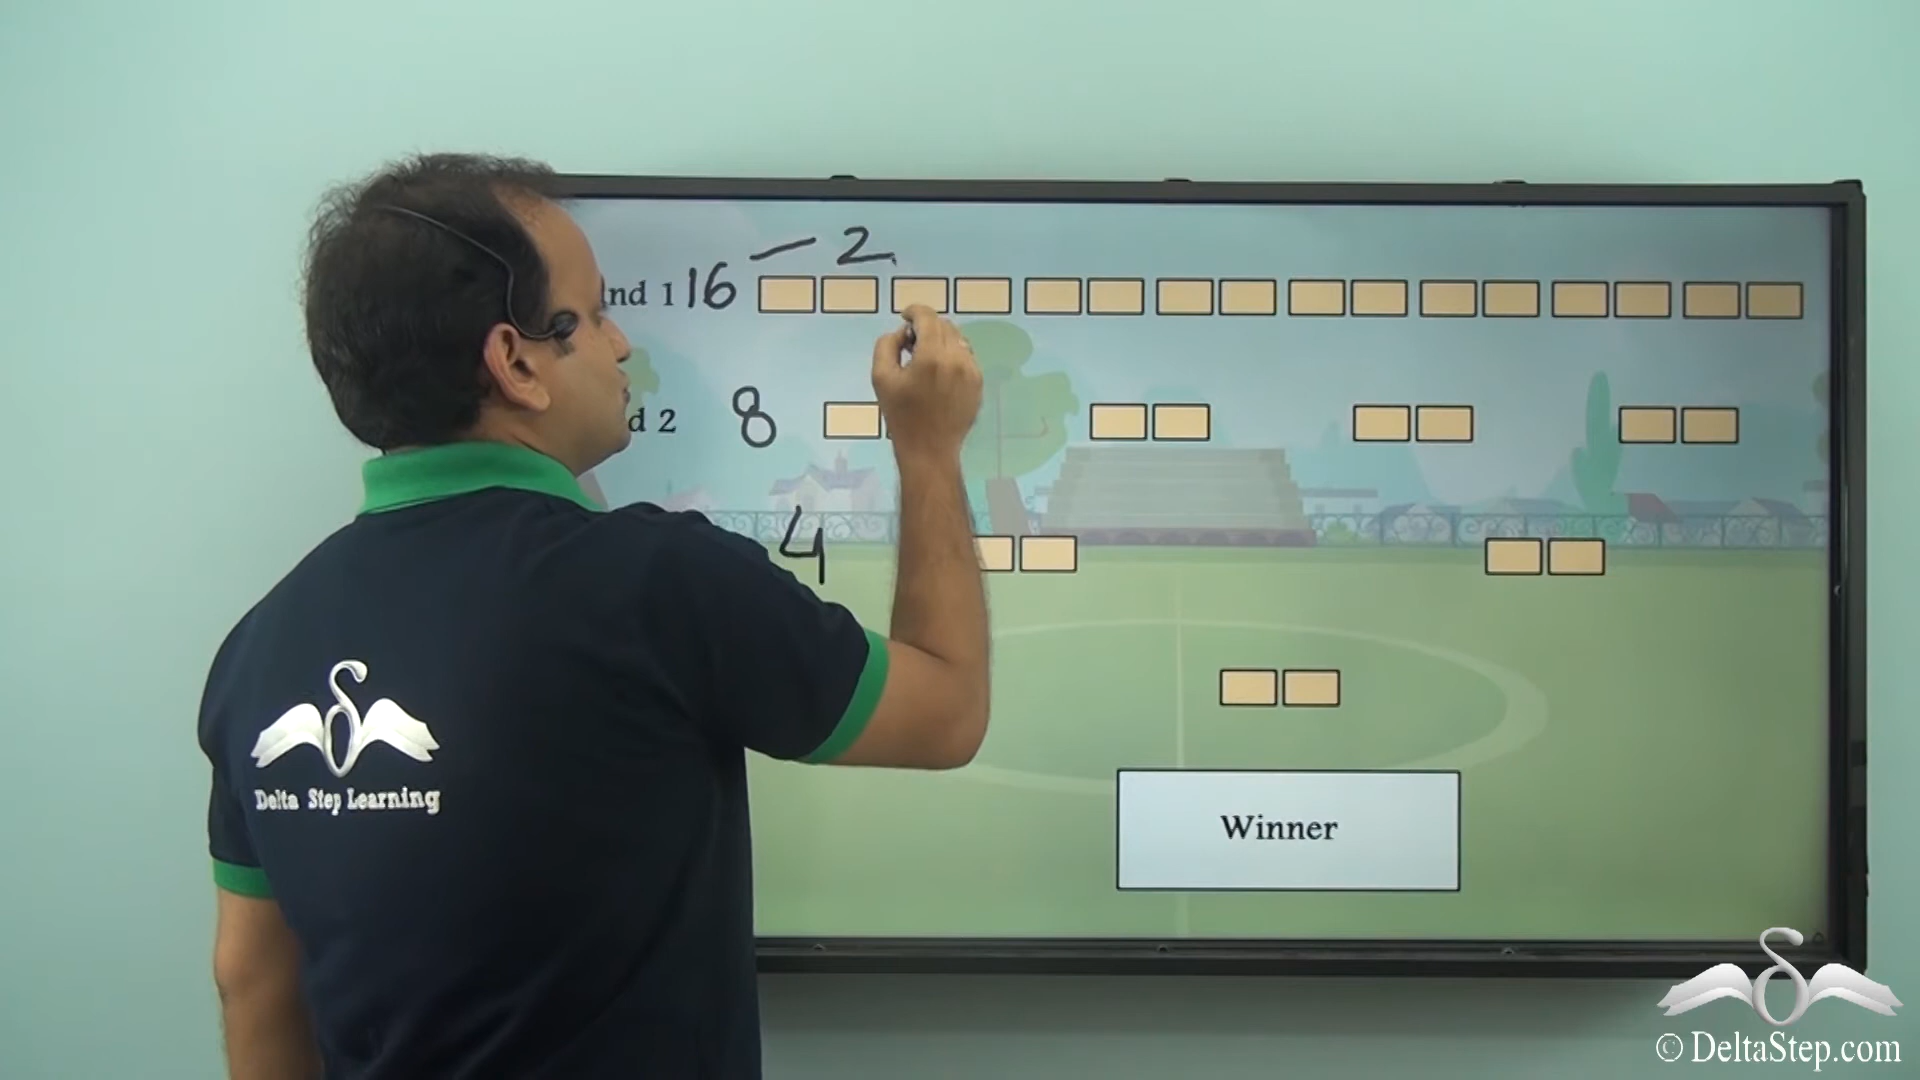 — 2
nd 1 16
d 2 8
4
Winner
Delta Step Learning
© DeltaStep.com